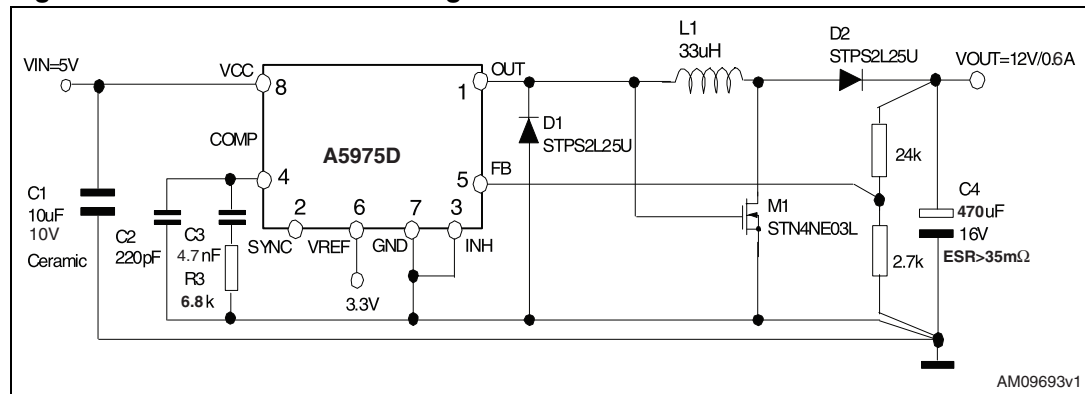 VIN=5V
VCC
8
COMP
4
A5975D
OUT
1
FB
5
2
6
7
3
SYNC
VREF
GND
INH
3.3V
C1
10uF
10V
Ceramic
C2
220pF
C3
4.7nF
R3
6.8k
D1
STPS2L25U
L1
33uH
D2
STPS2L25U
VOUT=12V/0.6A
24k
2.7k
M1
STN4NE03L
C4
470uF
16V
ESR>35mΩ
AM09693v1